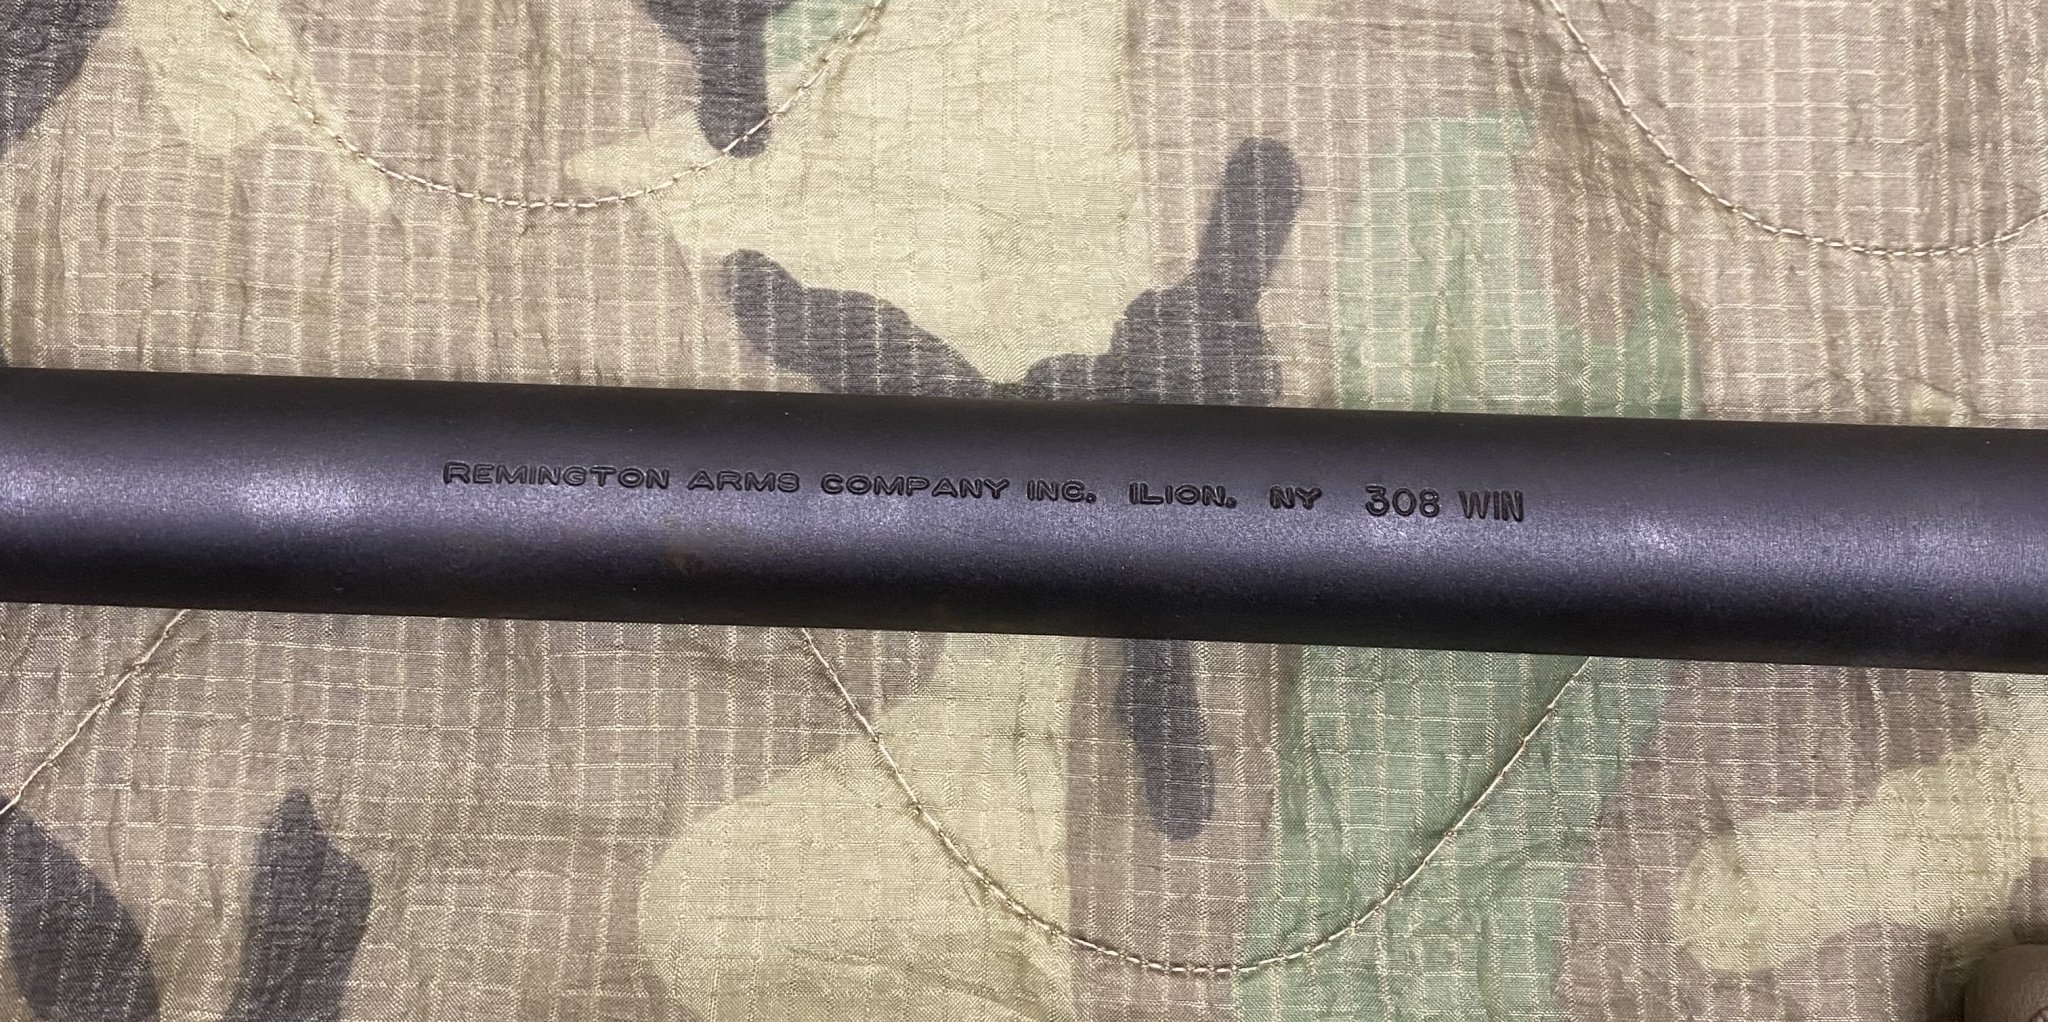 REMINGTON ARMS COMPANY INC. ILION. NY 308 WIN